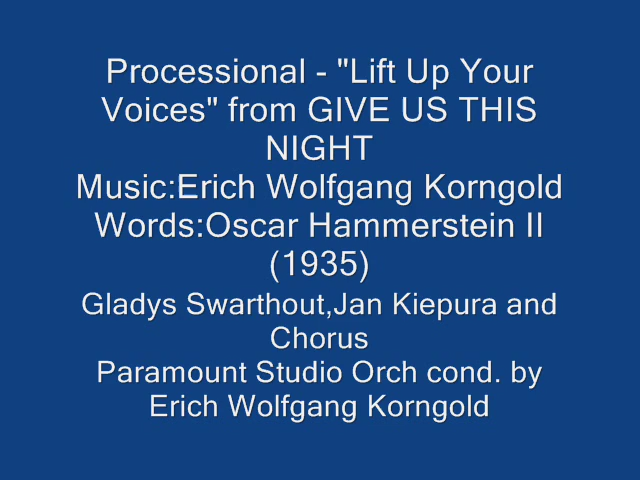 Processional - "Lift Up Your
Voices" from GIVE US THIS
NIGHT
Music:Erich Wolfgang Korngold
Words:Oscar Hammerstein II
(1935)
Gladys Swarthout,Jan Kiepura and
Chorus
Paramount Studio Orch cond. by
Erich Wolfgang Korngold